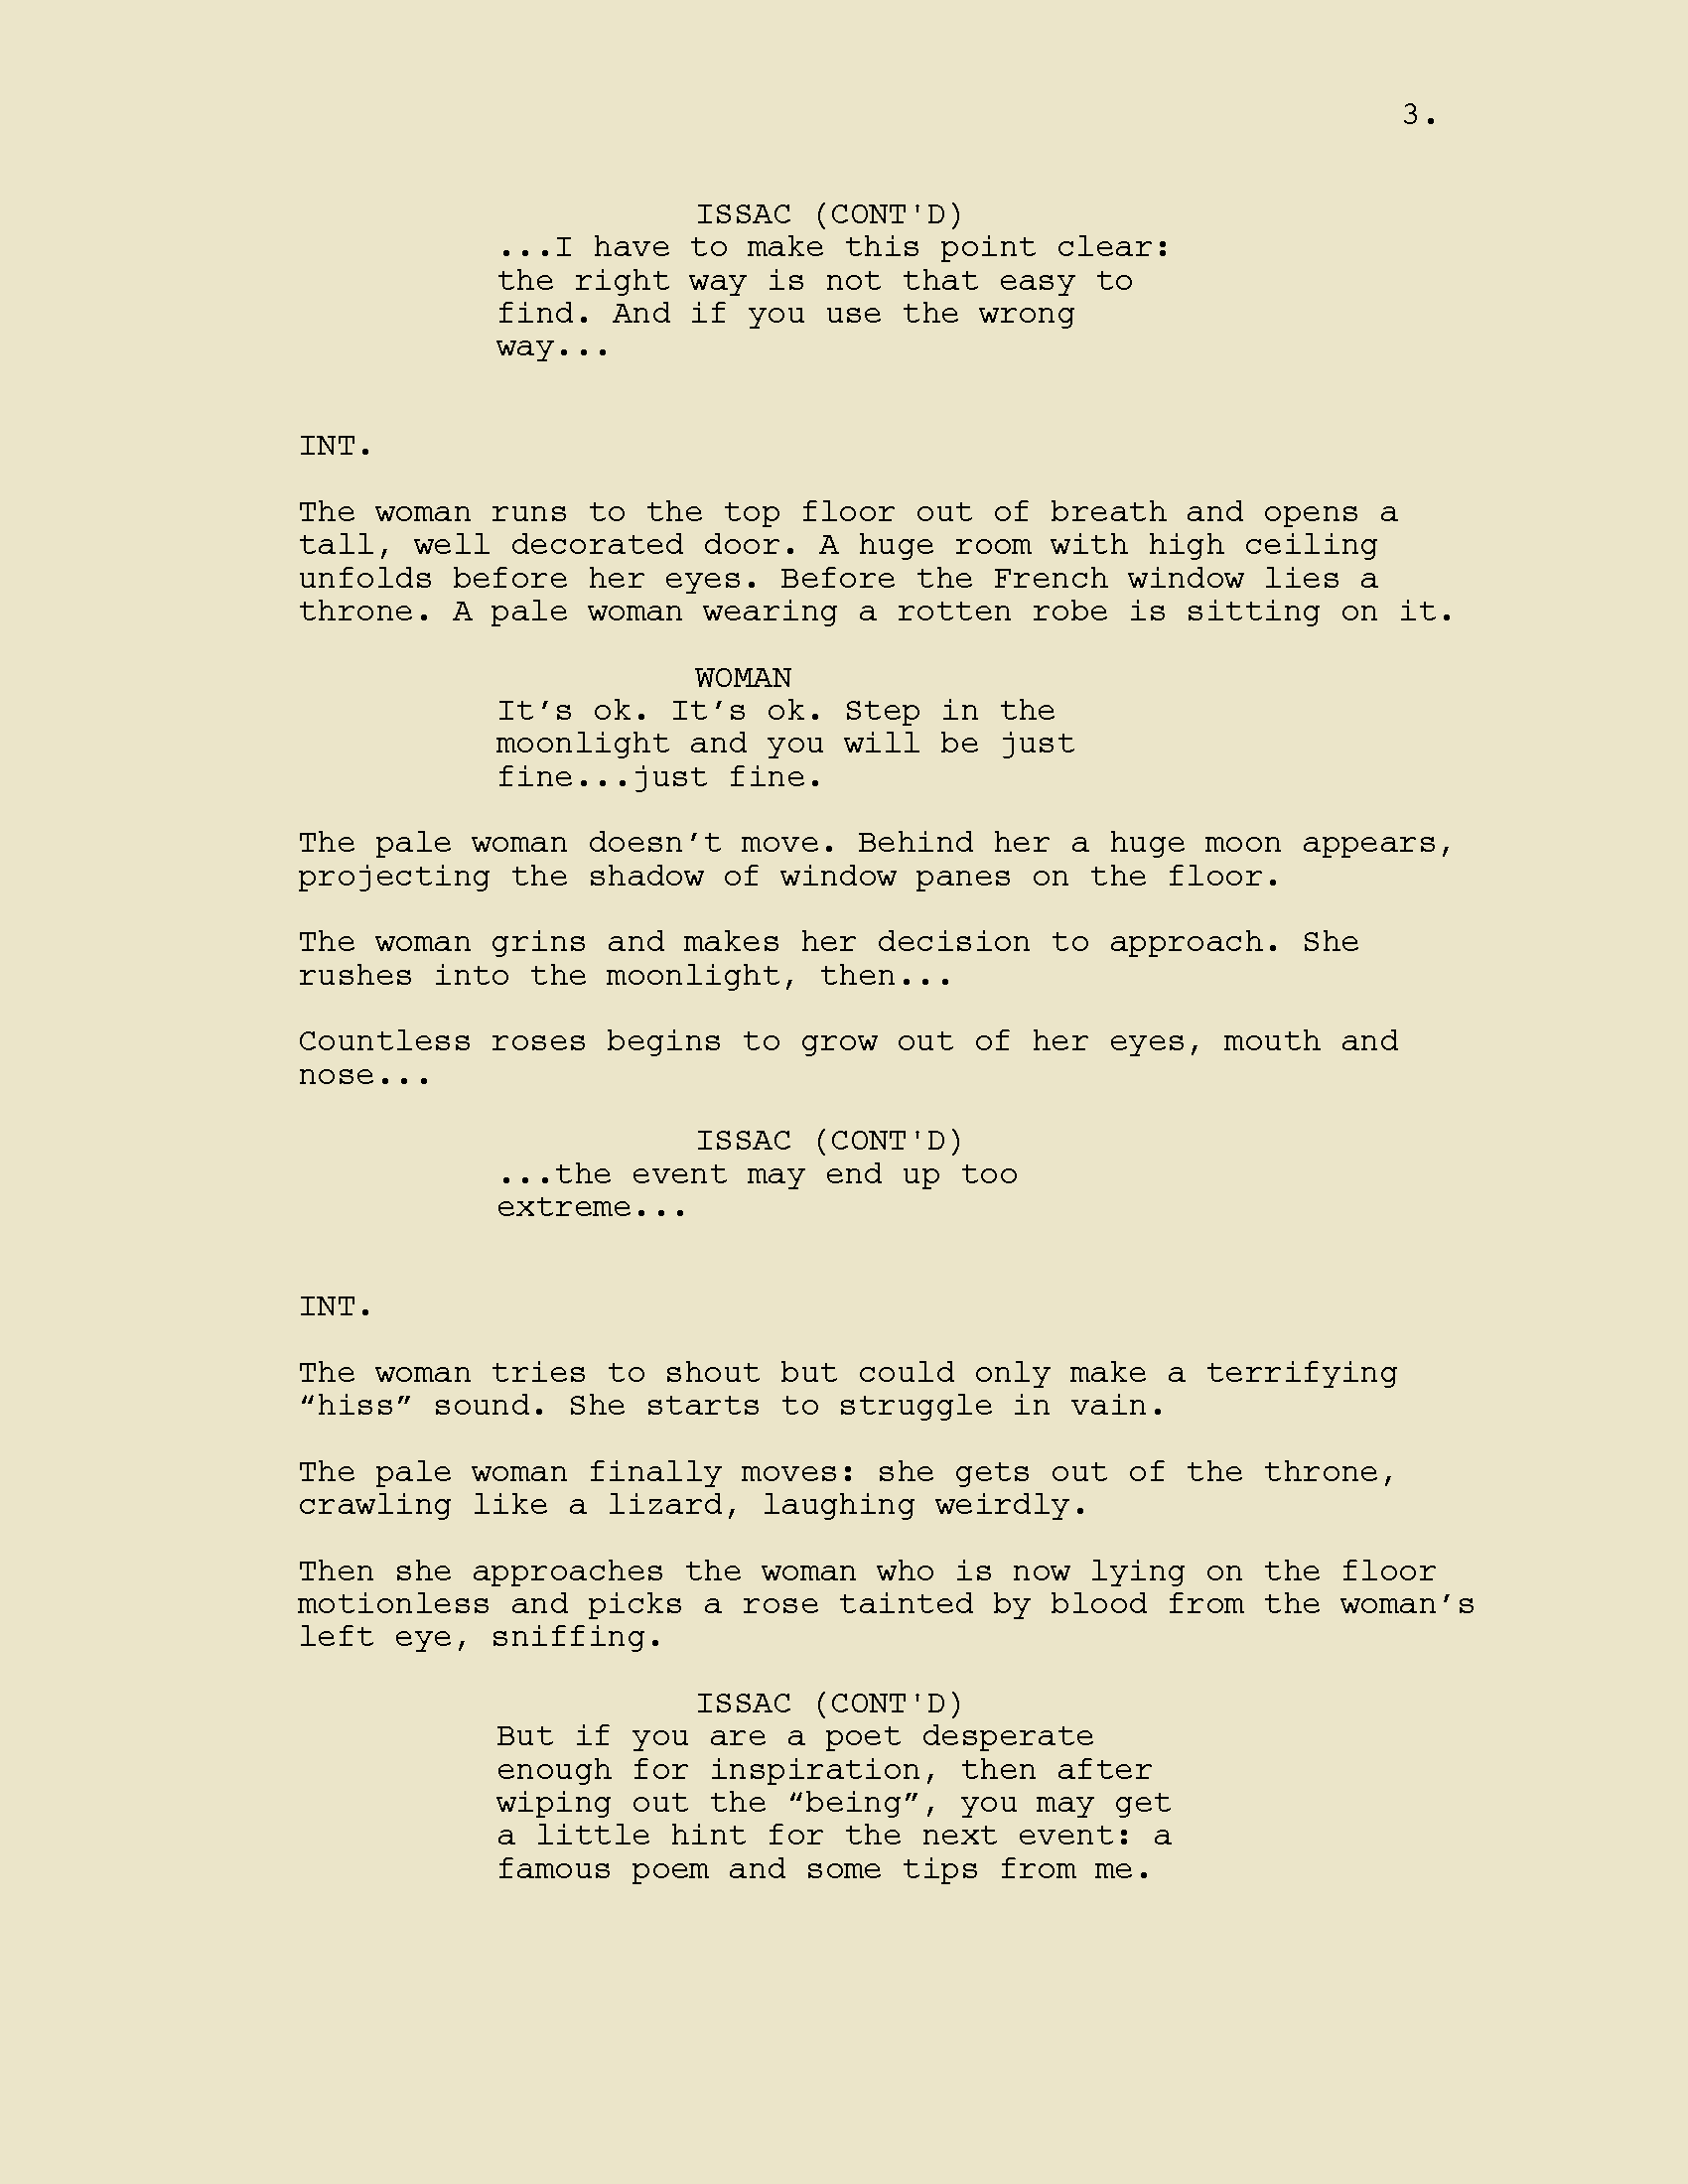 3.
ISSAC (CONT'D)
...I have to make this point clear:
the right way is not that easy to
find. And if you use the wrong
way...
INT.
The woman runs to the top floor out of breath and opens a
tall, well decorated door. A huge room with high ceiling
unfolds before her eyes. Before the French window lies a
throne. A pale woman wearing a rotten robe is sitting on it.
WOMAN
It’s ok. It’s ok. Step in the
moonlight and you will be just
fine...just fine.
The pale woman doesn’t move. Behind her a huge moon appears,
projecting the shadow of window panes on the floor.
The woman grins and makes her decision to approach. She
rushes into the moonlight, then...
Countless roses begins to grow out of her eyes, mouth and
nose...
ISSAC (CONT'D)
...the event may end up too
extreme...
INT.
The woman tries to shout but could only make a terrifying
“hiss” sound. She starts to struggle in vain.
The pale woman finally moves: she gets out of the throne,
crawling like a lizard, laughing weirdly.
Then she approaches the woman who is now lying on the floor
motionless and picks a rose tainted by blood from the woman’s
left eye, sniffing.
ISSAC (CONT'D)
But if you are a poet desperate
enough for inspiration, then after
wiping out the “being”, you may get
a little hint for the next event: a
famous poem and some tips from me.